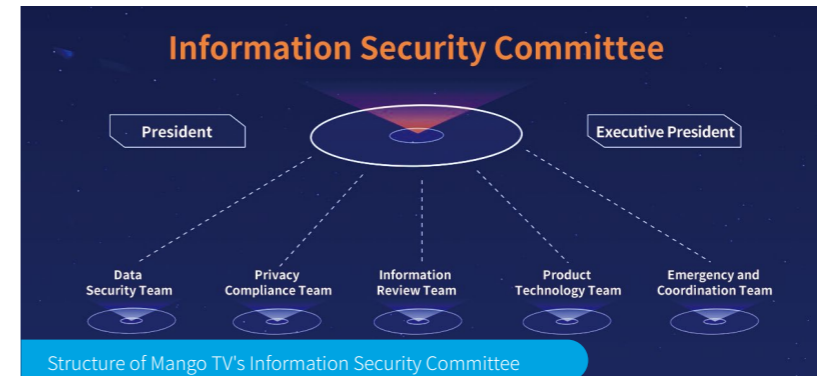 Information Security Committee
President
Executive President
Data
Security Team
Privacy
Compliance Team
Information
Review Team
Product
Technology Team
Emergency and
Coordination Team
Structure of Mango TV's Information Security Committee